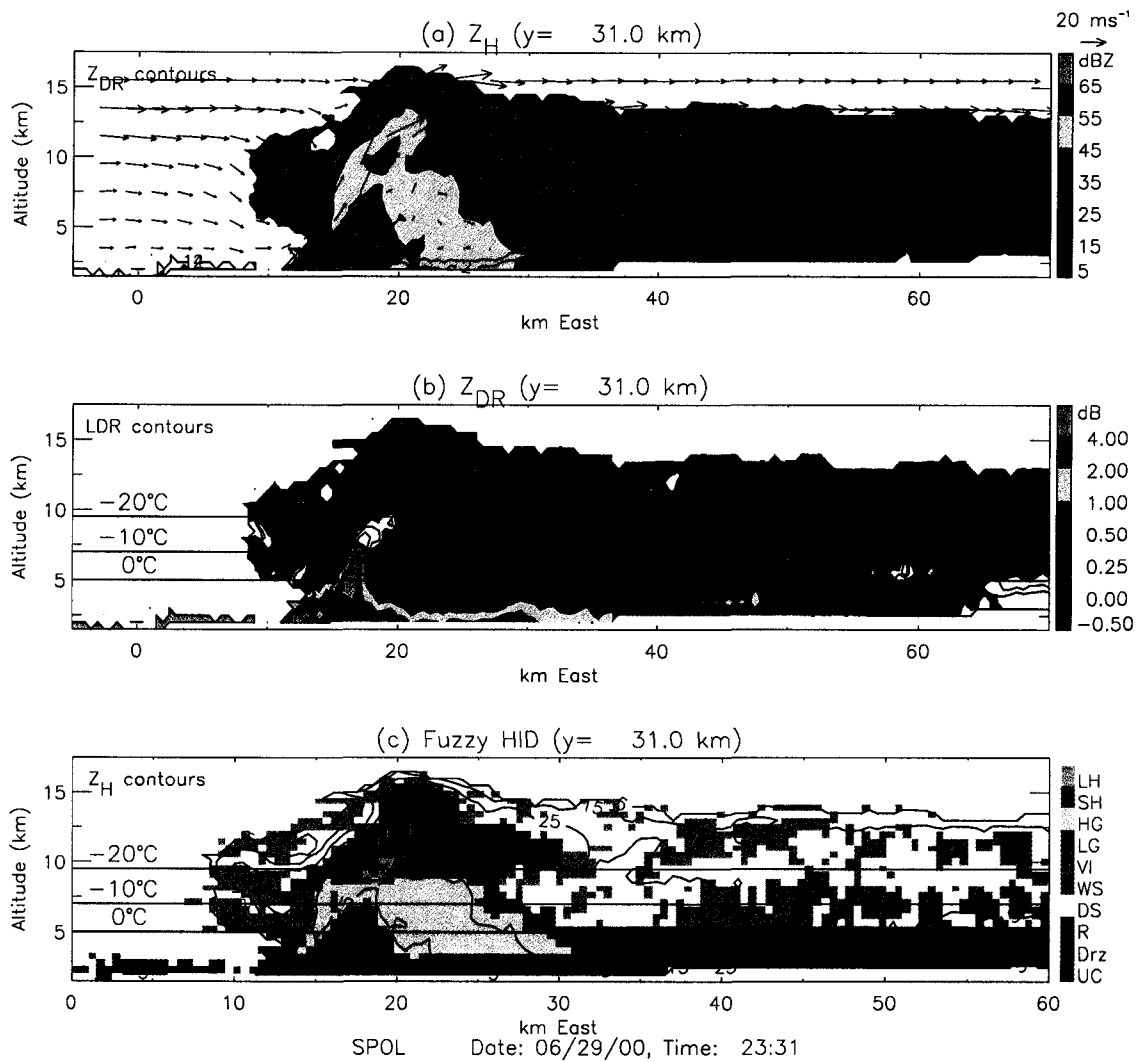 20 ms⁻¹
(a) Z_H (y= 31.0 km)
Z_DR contours
dBZ
65
55
45
35
25
15
5
15
10
5
Altitude (km)
0
20
40
60
km East
(b) Z_DR (y= 31.0 km)
LDR contours
dB
4.00
2.00
1.00
0.50
0.25
0.00
−0.50
15
10
5
−20°C
−10°C
0°C
Altitude (km)
0
20
40
60
km East
(c) Fuzzy HID (y= 31.0 km)
Z_H contours
LH
SH
HG
LG
VI
WS
DS
R
Drz
UC
15
10
5
−20°C
−10°C
0°C
25
Altitude (km)
0
10
20
30
40
50
60
km East
SPOL Date: 06/29/00, Time: 23:31